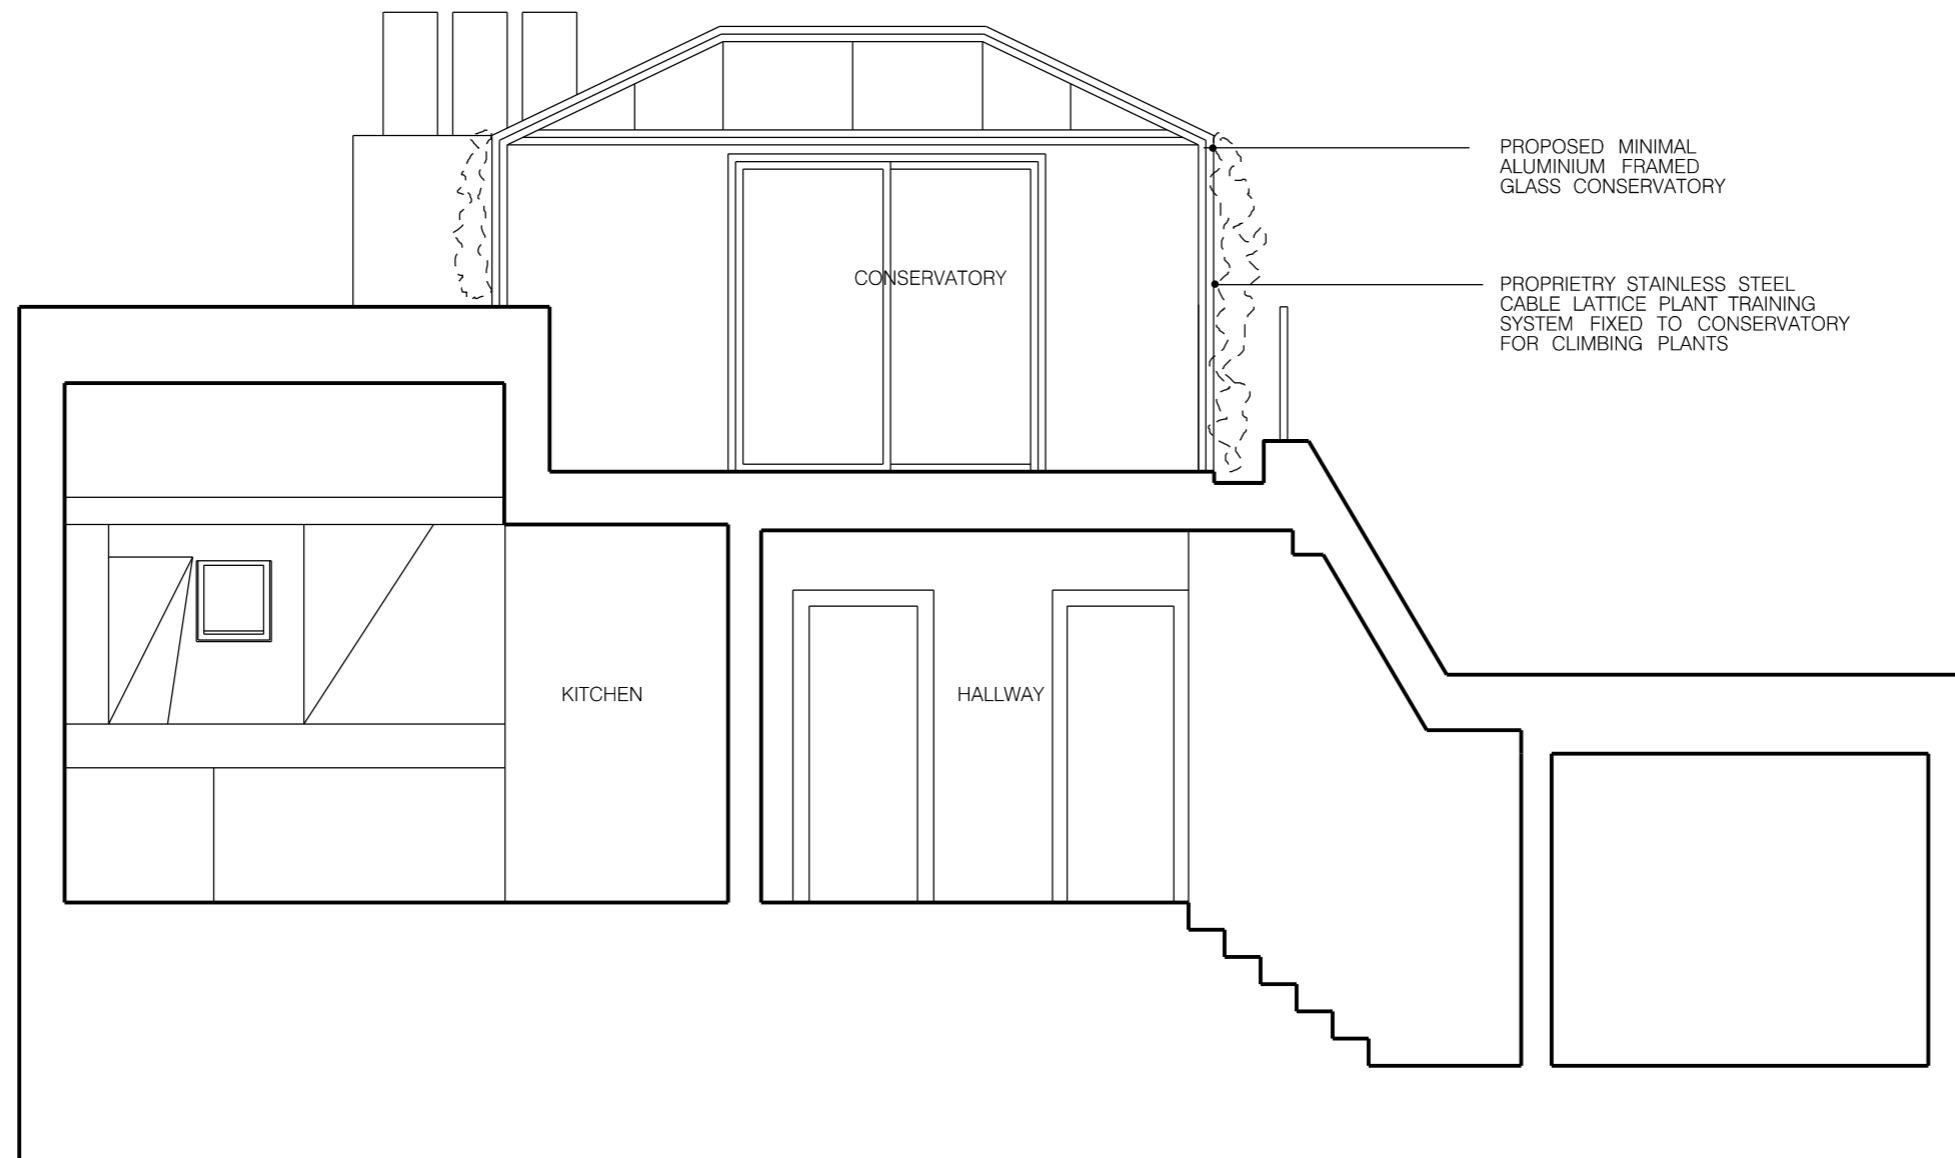 PROPOSED MINIMAL
ALUMINIUM FRAMED
GLASS CONSERVATORY
CONSERVATORY
PROPRIETRY STAINLESS STEEL
CABLE LATTICE PLANT TRAINING
SYSTEM FIXED TO CONSERVATORY
FOR CLIMBING PLANTS
KITCHEN
HALLWAY